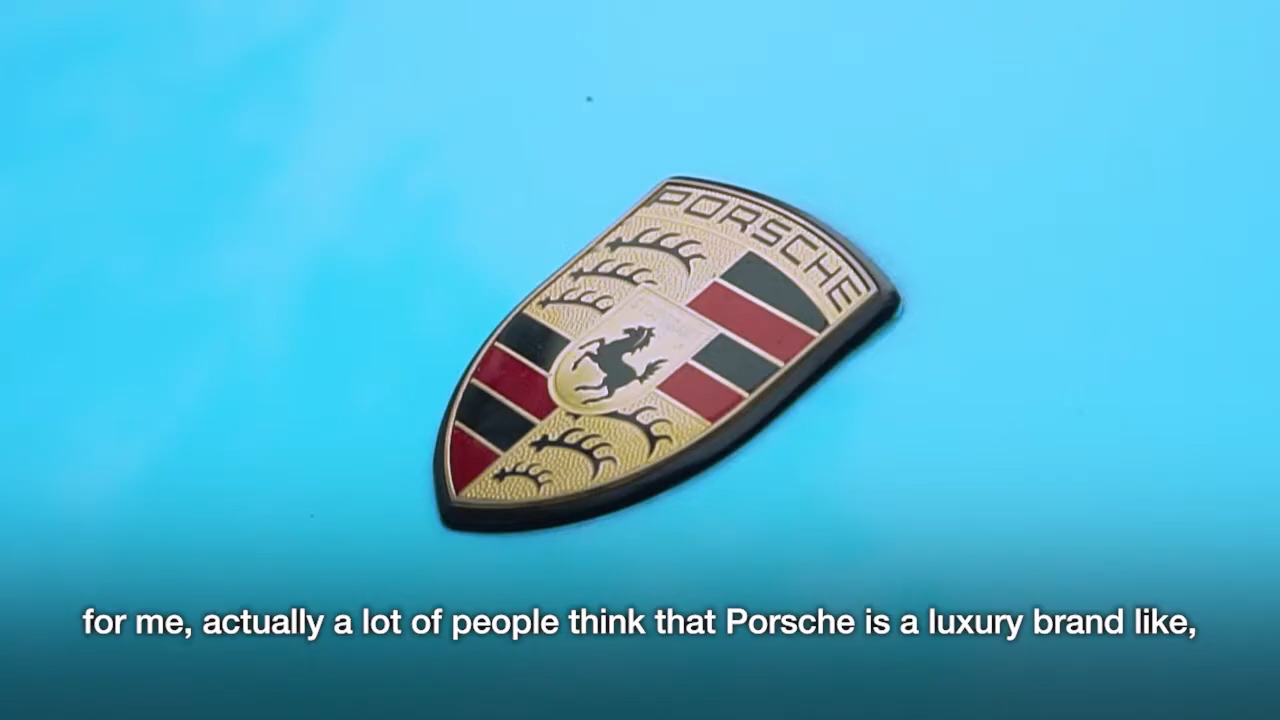 PORSCHE
for me, actually a lot of people think that Porsche is a luxury brand like,